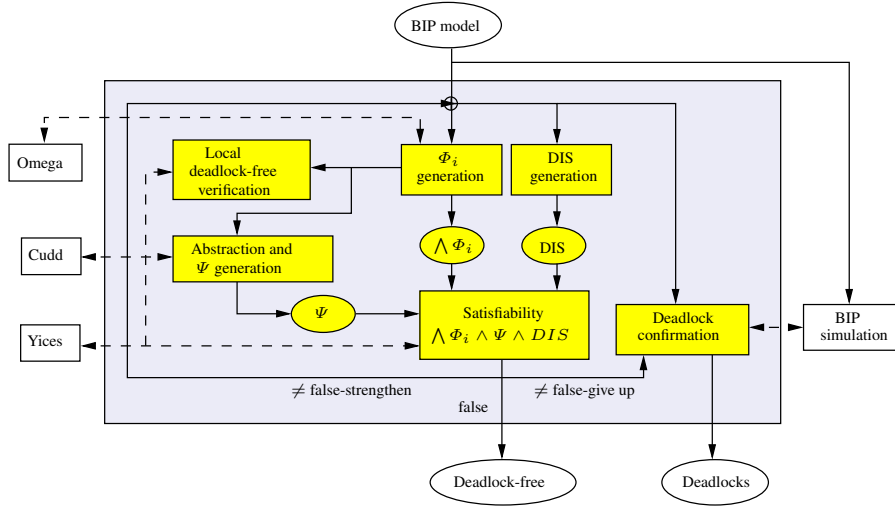 BIP model
Omega
Local
deadlock-free
verification
Φi
generation
DIS
generation
Cudd
Abstraction and
Ψ generation
⋀ Φi
DIS
Yices
Ψ
Satisfiability
⋀ Φi ∧ Ψ ∧ DIS
Deadlock
confirmation
BIP
simulation
≠ false-strengthen
≠ false-give up
false
Deadlock-free
Deadlocks